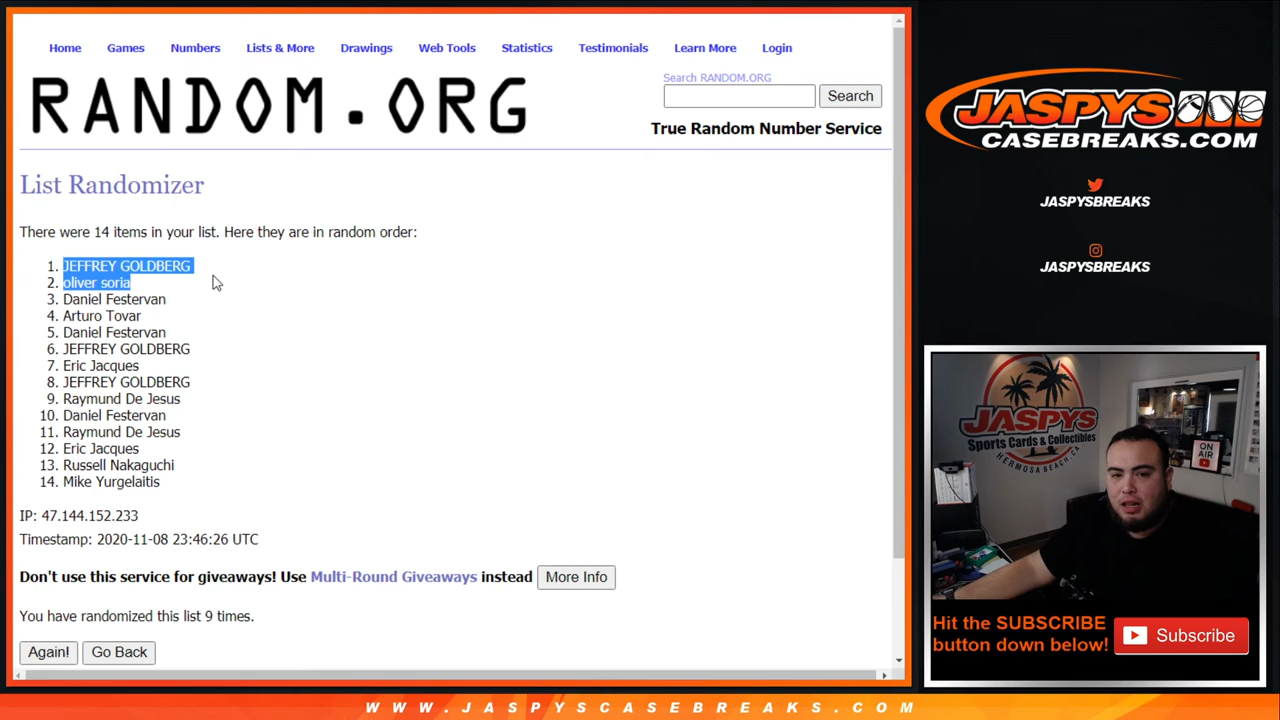 Home Games Numbers Lists & More Drawings Web Tools Statistics Testimonials Learn More Login
RANDOM.ORG
Search RANDOM.ORG
Search
True Random Number Service
List Randomizer
There were 14 items in your list. Here they are in random order:
1. JEFFREY GOLDBERG
2. oliver soria
3. Daniel Festervan
4. Arturo Tovar
5. Daniel Festervan
6. JEFFREY GOLDBERG
7. Eric Jacques
8. JEFFREY GOLDBERG
9. Raymund De Jesus
10. Daniel Festervan
11. Raymund De Jesus
12. Eric Jacques
13. Russell Nakaguchi
14. Mike Yurgelaitis
IP: 47.144.152.233
Timestamp: 2020-11-08 23:46:26 UTC
Don't use this service for giveaways! Use Multi-Round Giveaways instead More Info
You have randomized this list 9 times.
Again! Go Back
JASPYS
CASEBREAKS.COM
JASPYSBREAKS
JASPYSBREAKS
JASPYS
Sports Cards & Collectibles
HERMOSA BEACH, CA
ON
AIR
Hit the SUBSCRIBE
button down below!
Subscribe
WWW.JASPYSCASEBREAKS.COM